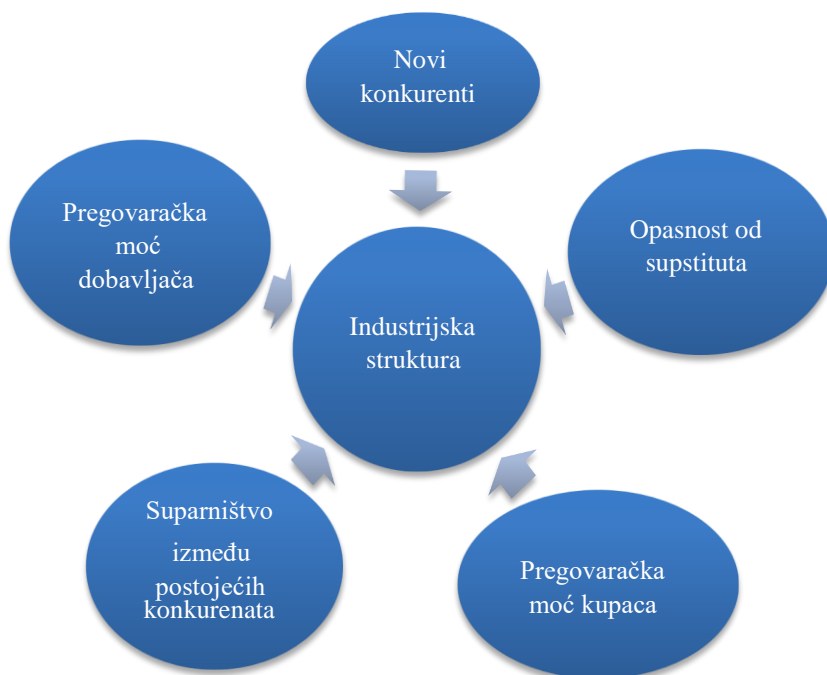 Novi
konkurenti
Pregovaračka
moć
dobavljača
Opasnost od
supstituta
Industrijska
struktura
Suparništvo
između
postojećih
konkurenata
Pregovaračka
moć kupaca